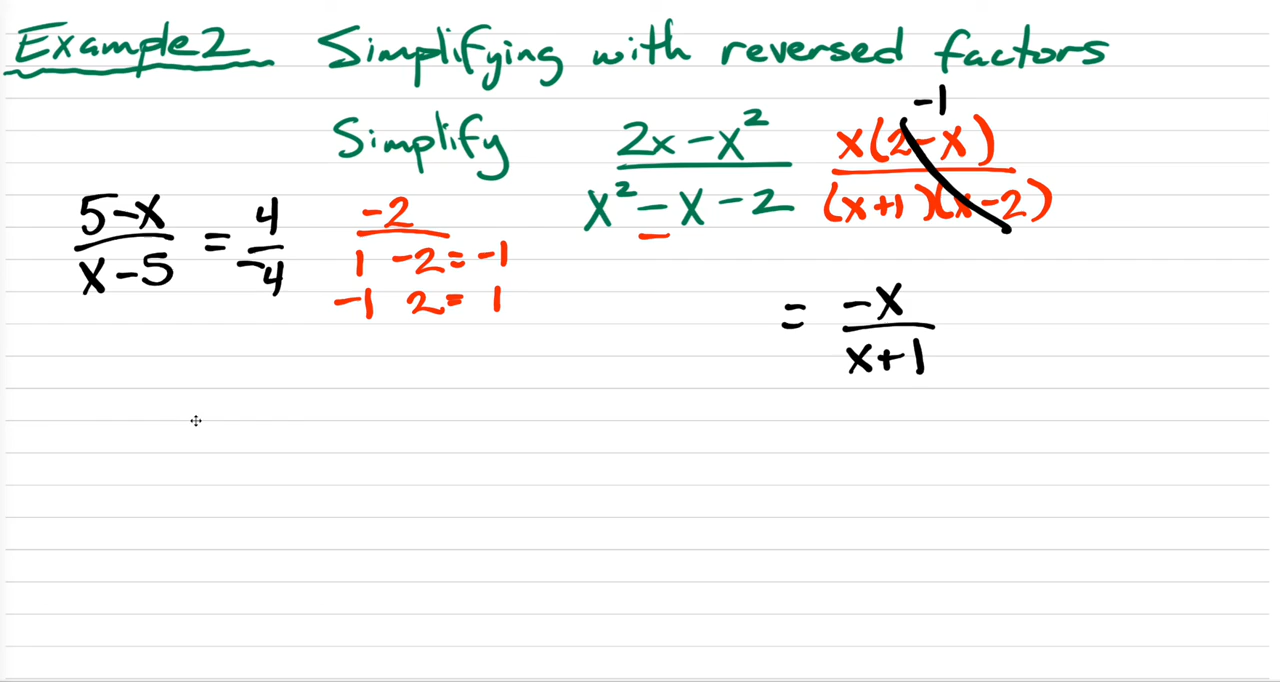 Example 2 Simplifying with reversed factors
Simplify
2x - x²
x² - x - 2
-1
x(2-x)
(x+1)(x-2)
5-x
x-5
=
4
-4
-2
1 -2 = -1
-1 2 = 1
=
-x
x+1